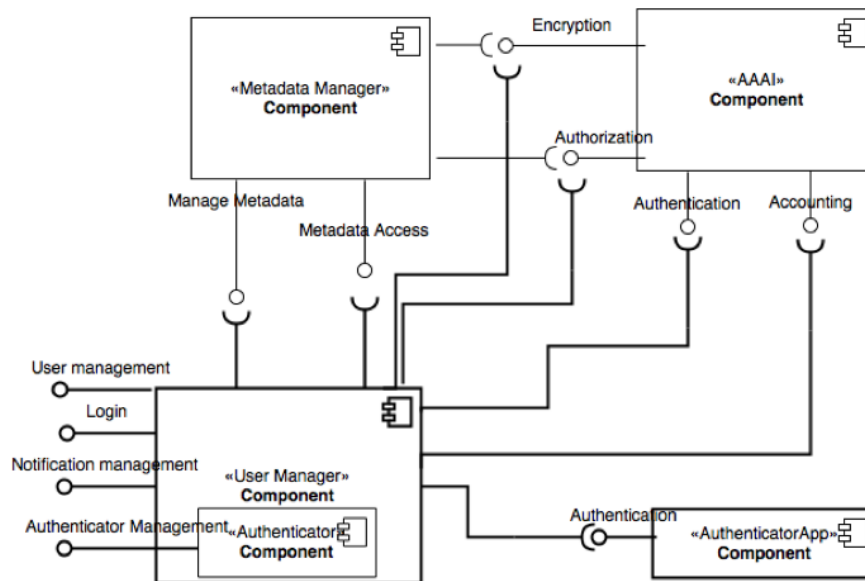 Encryption
«Metadata Manager»
Component
«AAAI»
Component
Authorization
Manage Metadata
Metadata Access
Authentication
Accounting
User management
Login
Notification management
«User Manager»
Component
Authenticator Management
«Authenticator»
Component
Authentication
«AuthenticatorApp»
Component